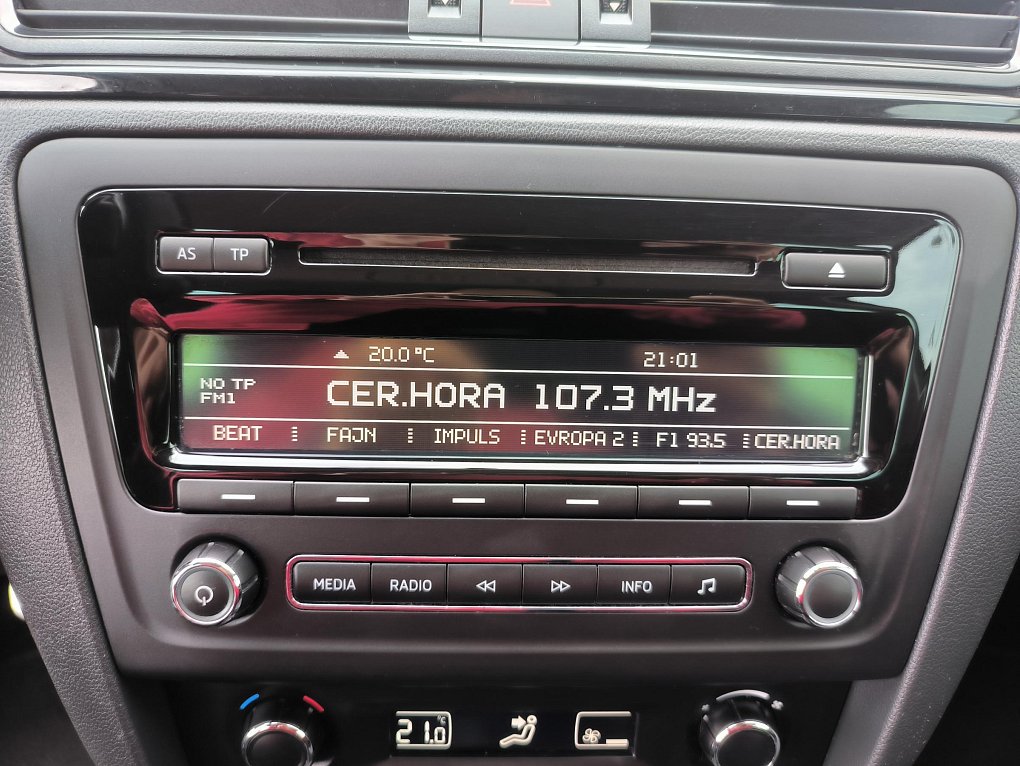 AS TP
20.0 °C 21:01
NO TP
FM1
CER.HORA 107.3 MHz
BEAT FAJN IMPULS EVROPA 2 F1 93.5 CER.HORA
MEDIA RADIO INFO
21.0 °C